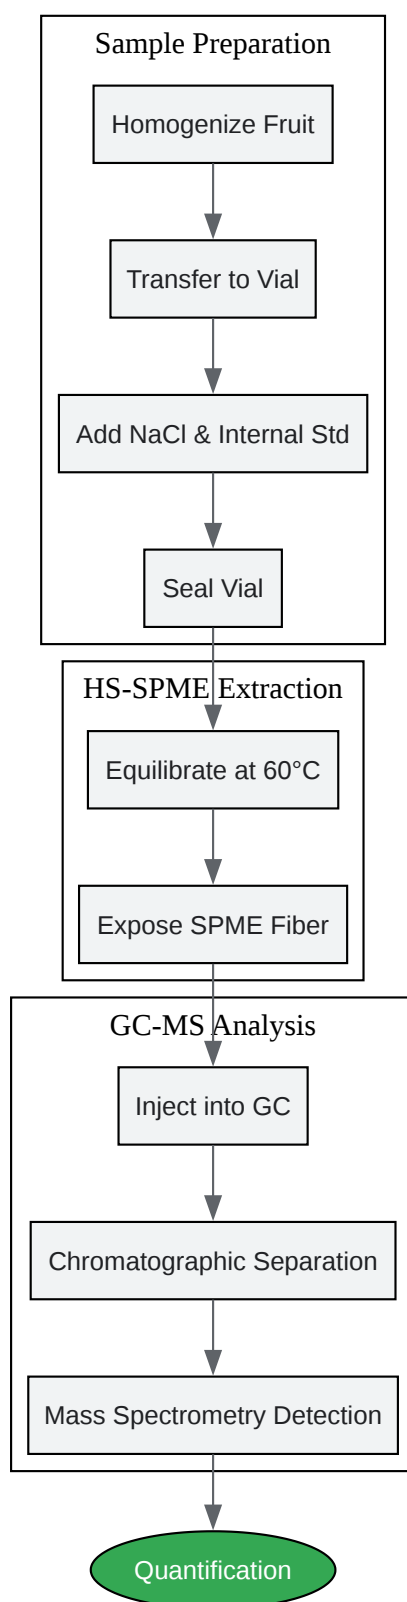 Sample Preparation
Homogenize Fruit
Transfer to Vial
Add NaCl & Internal Std
Seal Vial
HS-SPME Extraction
Equilibrate at 60°C
Expose SPME Fiber
GC-MS Analysis
Inject into GC
Chromatographic Separation
Mass Spectrometry Detection
Quantification